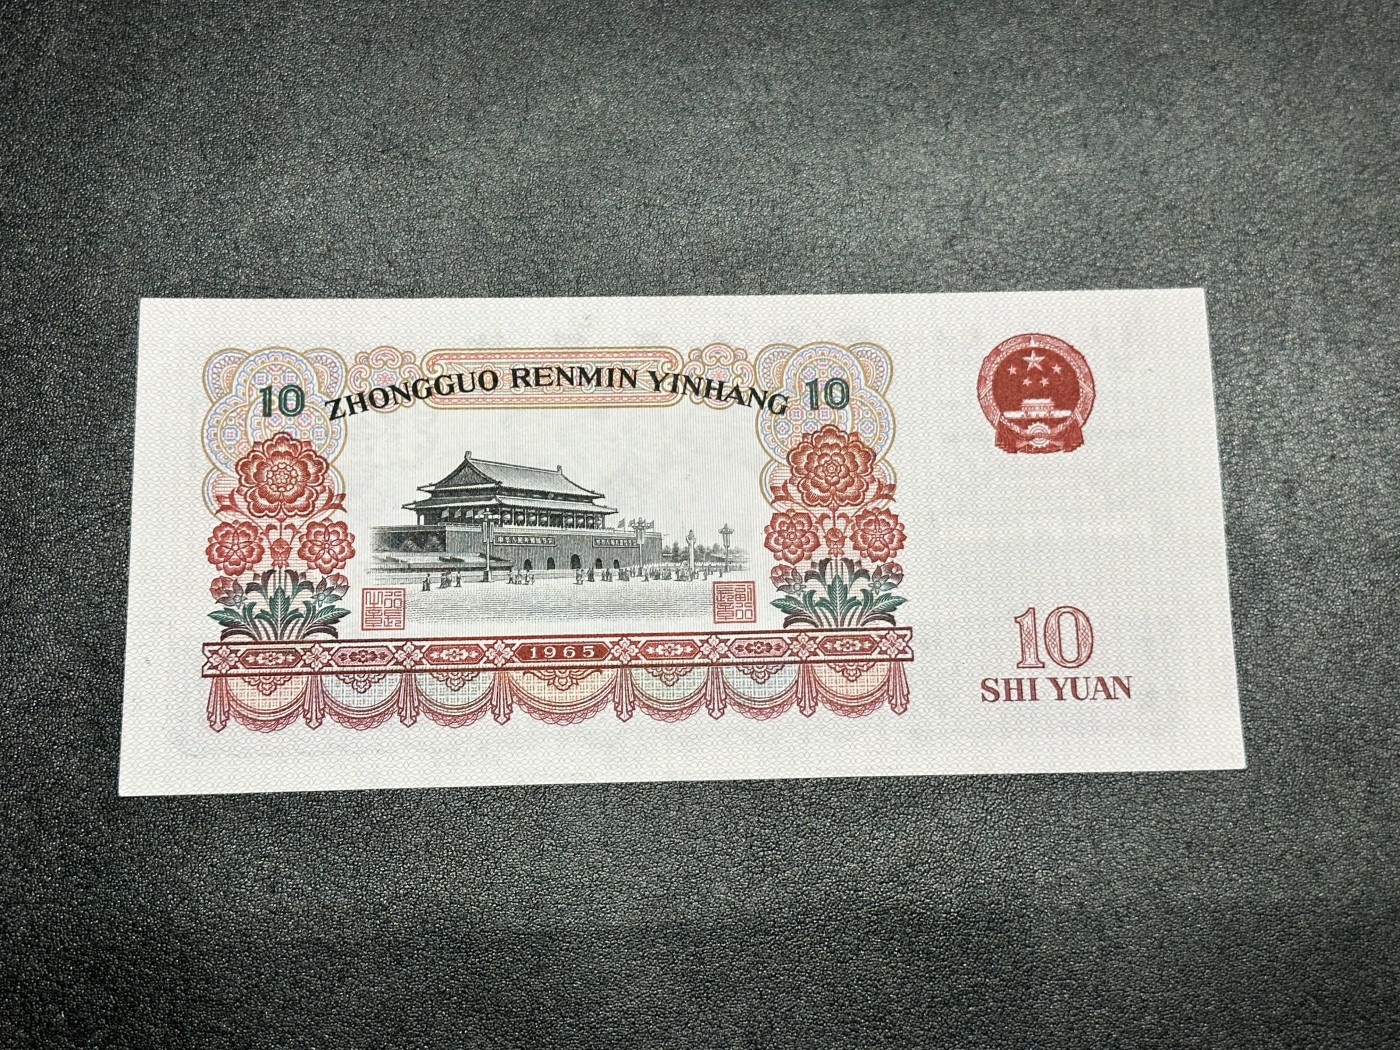 10 ZHONGGUO RENMIN YINHANG 10
1965
10
SHI YUAN